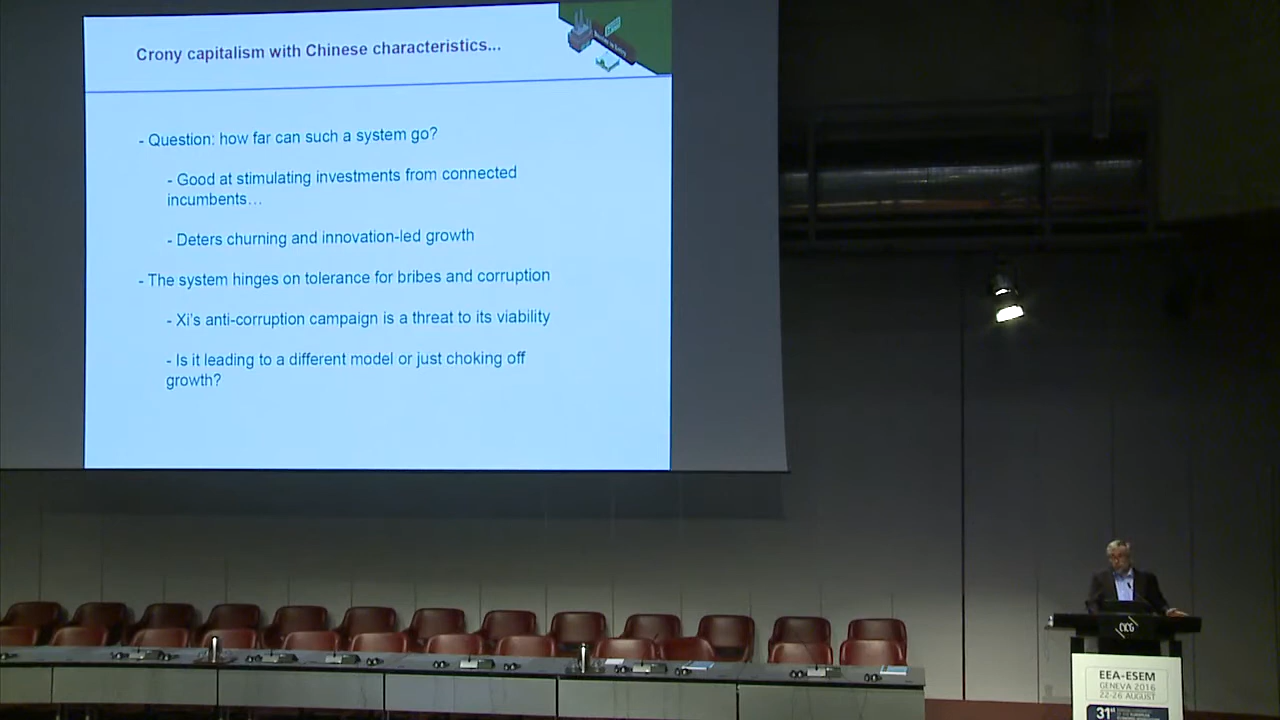 Crony capitalism with Chinese characteristics...
- Question: how far can such a system go?
- Good at stimulating investments from connected
incumbents…
- Deters churning and innovation-led growth
- The system hinges on tolerance for bribes and corruption
- Xi's anti-corruption campaign is a threat to its viability
- Is it leading to a different model or just choking off
growth?
CICG
EEA-ESEM
GENEVA 2016
22-26 AUGUST
31st